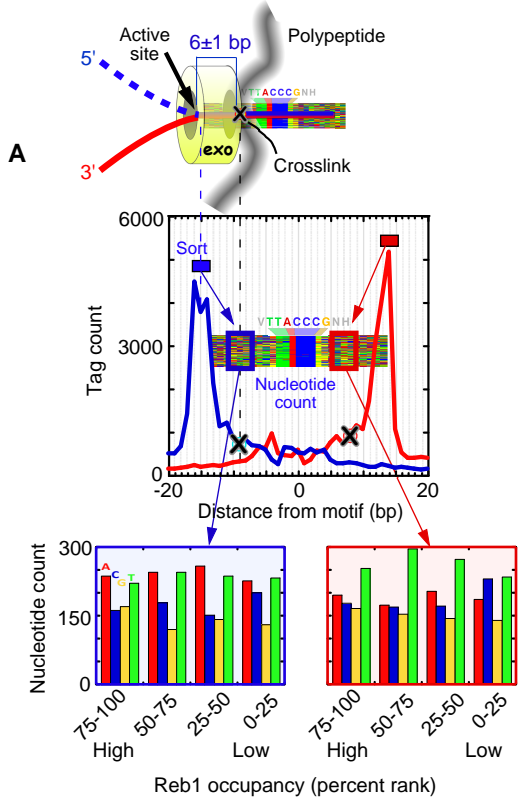 A
Active
site
6±1 bp
Polypeptide
5'
3'
VTTACCCGNH
exo
Crosslink
6000
3000
0
Tag count
Sort
VTTACCCGNH
Nucleotide
count
-20
-10
0
10
20
Distance from motif (bp)
300
150
0
Nucleotide count
A
C
G
T
75-100
50-75
25-50
0-25
High
Low
75-100
50-75
25-50
0-25
High
Low
Reb1 occupancy (percent rank)